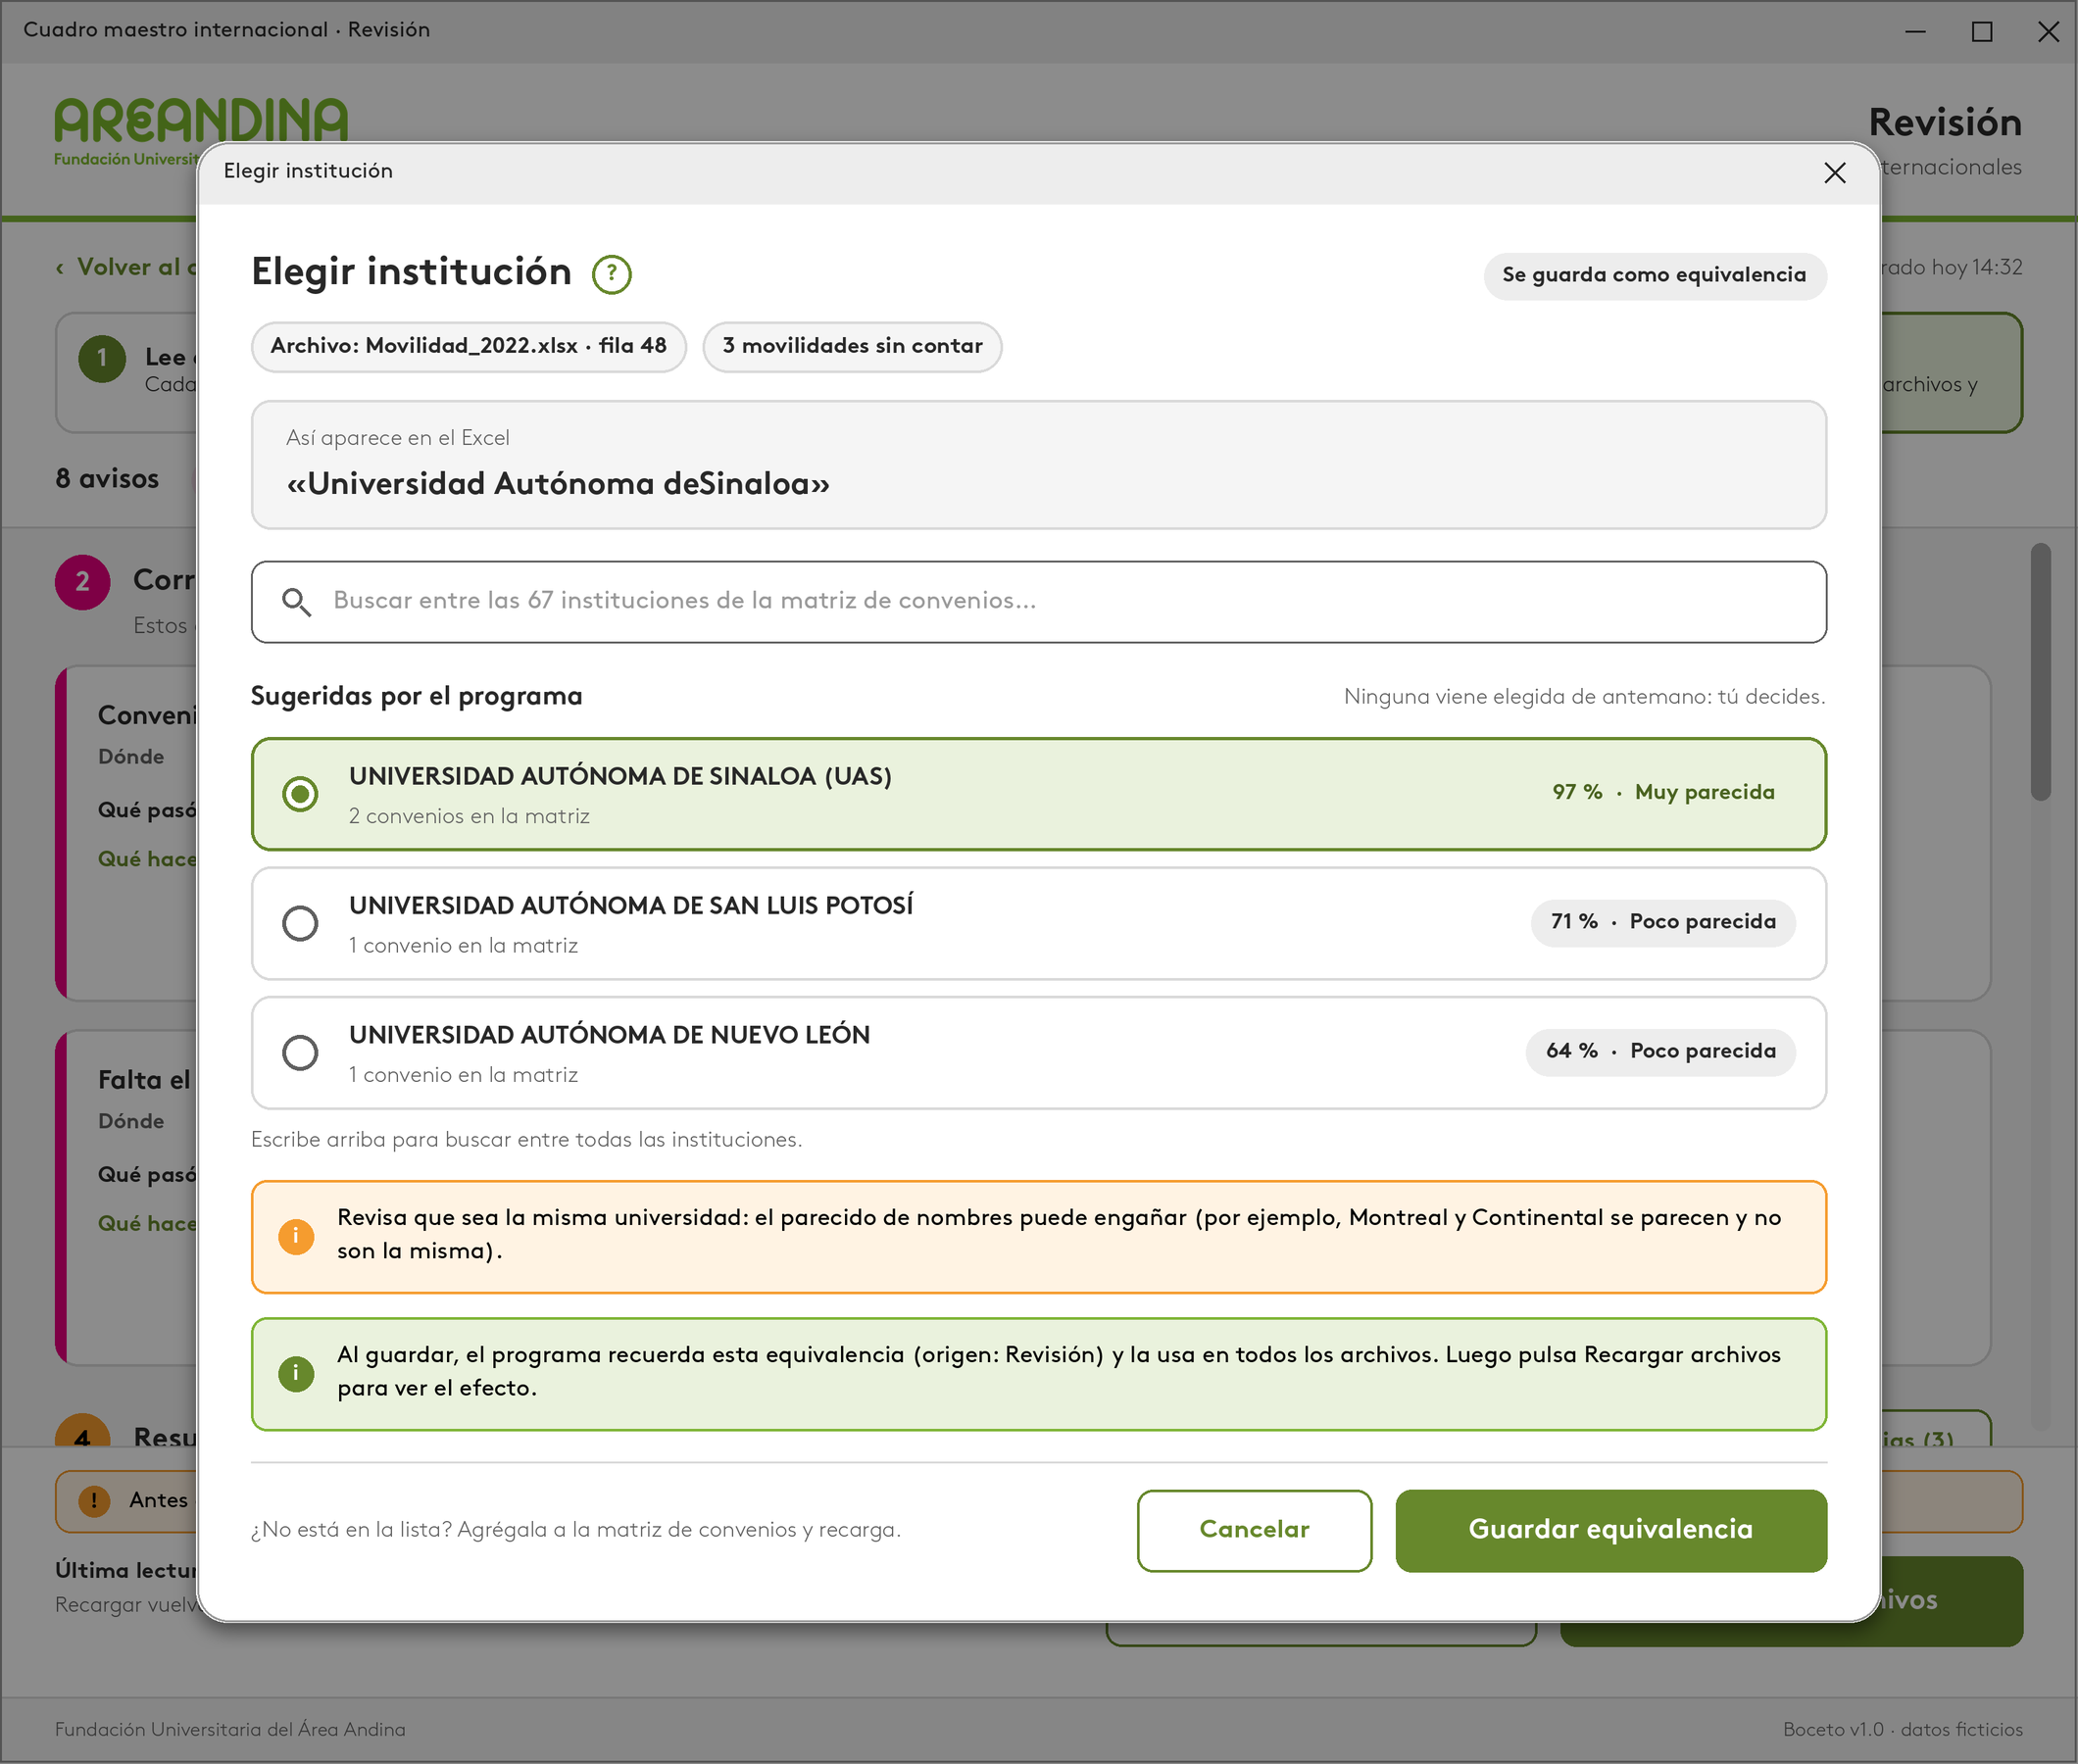 Cuadro maestro internacional · Revisión
AREANDINA
Fundación Universit
Revisión
ternacionales
Elegir institución
‹ Volver al c
rado hoy 14:32
Elegir institución ?
Se guarda como equivalencia
Archivo: Movilidad_2022.xlsx · fila 48
3 movilidades sin contar
1
Lee
Cada
archivos y
Así aparece en el Excel
«Universidad Autónoma deSinaloa»
8 avisos
2
Corr
Estos
Buscar entre las 67 instituciones de la matriz de convenios...
Sugeridas por el programa
Ninguna viene elegida de antemano: tú decides.
Conveni
Dónde
Qué pasó
Qué hace
UNIVERSIDAD AUTÓNOMA DE SINALOA (UAS)
2 convenios en la matriz
97 % · Muy parecida
UNIVERSIDAD AUTÓNOMA DE SAN LUIS POTOSÍ
1 convenio en la matriz
71 % · Poco parecida
UNIVERSIDAD AUTÓNOMA DE NUEVO LEÓN
1 convenio en la matriz
64 % · Poco parecida
Falta el
Dónde
Qué pasó
Qué hace
Escribe arriba para buscar entre todas las instituciones.
Revisa que sea la misma universidad: el parecido de nombres puede engañar (por ejemplo, Montreal y Continental se parecen y no
son la misma).
Al guardar, el programa recuerda esta equivalencia (origen: Revisión) y la usa en todos los archivos. Luego pulsa Recargar archivos
para ver el efecto.
4
Resu
ias (3)
! Antes
¿No está en la lista? Agrégala a la matriz de convenios y recarga.
Cancelar
Guardar equivalencia
Última lectur
Recargar vuelv
hivos
Fundación Universitaria del Área Andina
Boceto v1.0 · datos ficticios